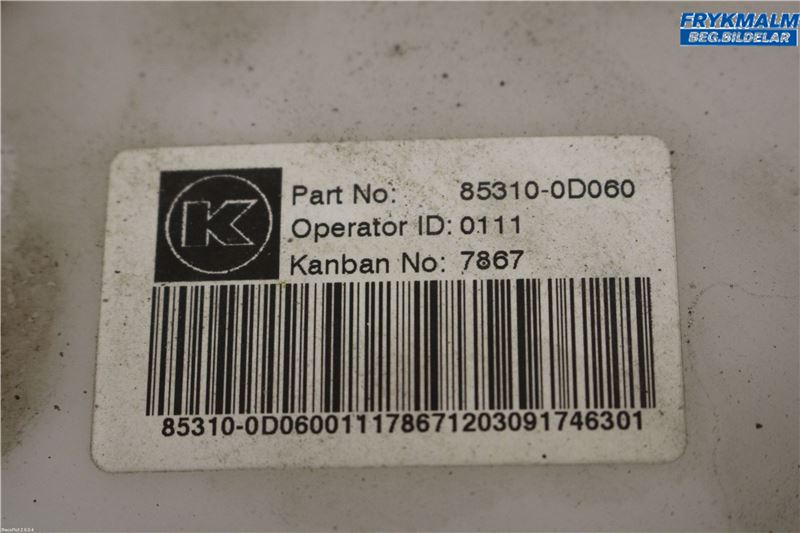 FRYKMALM
BEG.BILDELAR
K
Part No: 85310-0D060
Operator ID: 0111
Kanban No: 7867
85310-0D06001117867120309174630​1